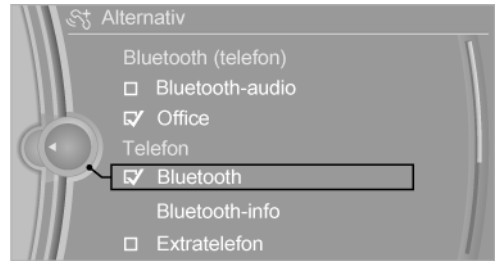 Alternativ
Bluetooth (telefon)
Bluetooth-audio
Office
Telefon
Bluetooth
Bluetooth-info
Extratelefon